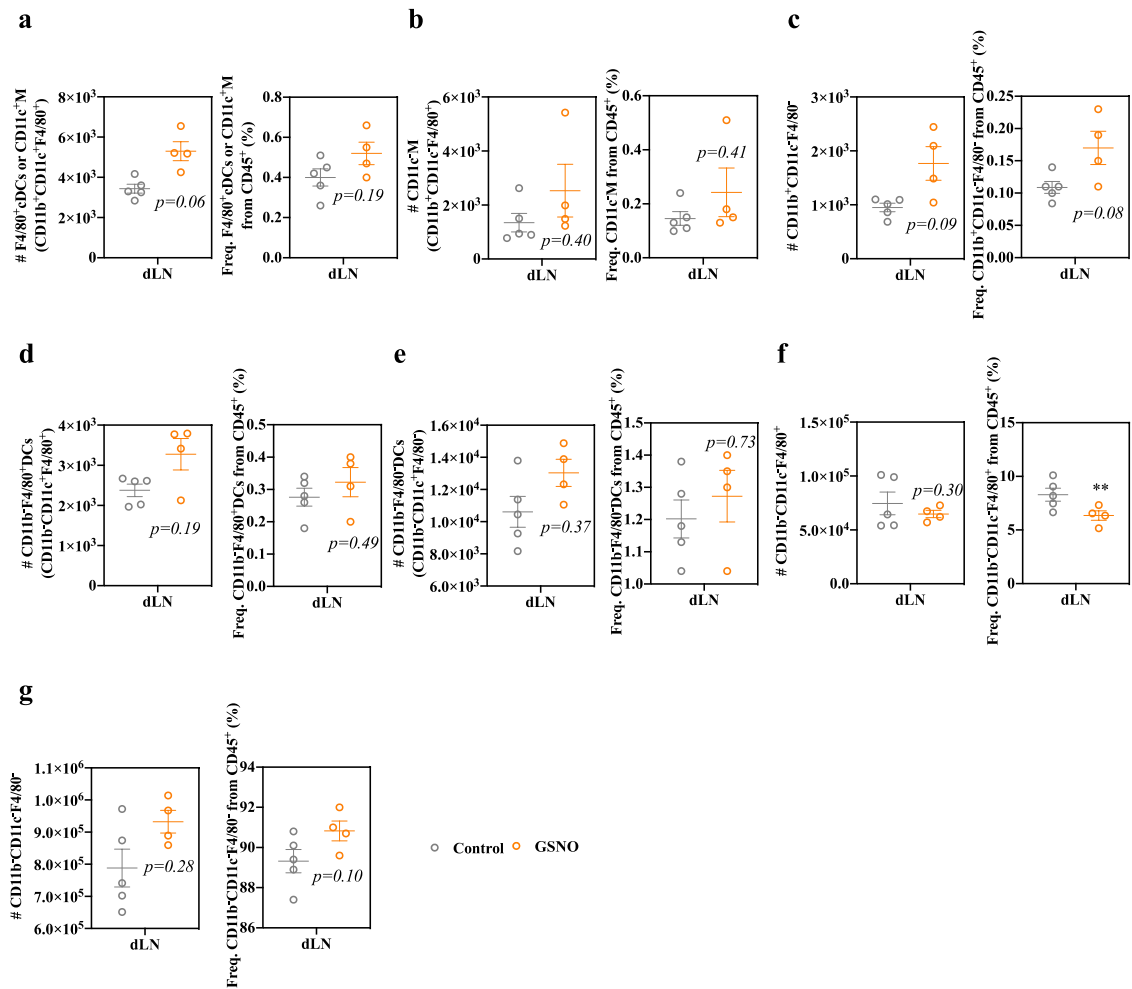 a
# F4/80⁺cDCs or CD11c⁺M
(CD11b⁺CD11c⁺F4/80⁺)
8×10³
6×10³
4×10³
2×10³
0
p=0.06
dLN
Freq. F4/80⁺cDCs or CD11c⁺M
from CD45⁺ (%)
0.8
0.6
0.4
0.2
0.0
p=0.19
dLN
b
# CD11c⁻M
(CD11b⁺CD11c⁻F4/80⁺)
6×10³
4×10³
2×10³
0
p=0.40
dLN
Freq. CD11c⁻M from CD45⁺ (%)
0.6
0.4
0.2
0.0
p=0.41
dLN
c
# CD11b⁺CD11c⁻F4/80⁻
3×10³
2×10³
1×10³
0
p=0.09
dLN
Freq. CD11b⁺CD11c⁻F4/80⁻ from CD45⁺ (%)
0.25
0.20
0.15
0.10
0.05
0.00
p=0.08
dLN
d
# CD11b⁻F4/80⁺DCs
(CD11b⁻CD11c⁺F4/80⁺)
4×10³
3×10³
2×10³
1×10³
0
p=0.19
dLN
Freq. CD11b⁻F4/80⁺DCs from CD45⁺ (%)
0.5
0.4
0.3
0.2
0.1
0.0
p=0.49
dLN
e
# CD11b⁻F4/80⁻DCs
(CD11b⁻CD11c⁺F4/80⁻)
1.6×10⁴
1.4×10⁴
1.2×10⁴
1.0×10⁴
8.0×10³
6.0×10³
p=0.37
dLN
Freq. CD11b⁻F4/80⁻DCs from CD45⁺ (%)
1.5
1.4
1.3
1.2
1.1
1.0
p=0.73
dLN
f
# CD11b⁻CD11c⁻F4/80⁺
1.5×10⁵
1.0×10⁵
5.0×10⁴
0.0
p=0.30
dLN
Freq. CD11b⁻CD11c⁻F4/80⁺ from CD45⁺ (%)
15
10
5
0
**
dLN
g
# CD11b⁻CD11c⁻F4/80⁻
1.1×10⁶
1.0×10⁶
9.0×10⁵
8.0×10⁵
7.0×10⁵
6.0×10⁵
p=0.28
dLN
Freq. CD11b⁻CD11c⁻F4/80⁻ from CD45⁺ (%)
94
92
90
88
86
p=0.10
dLN
Control
GSNO